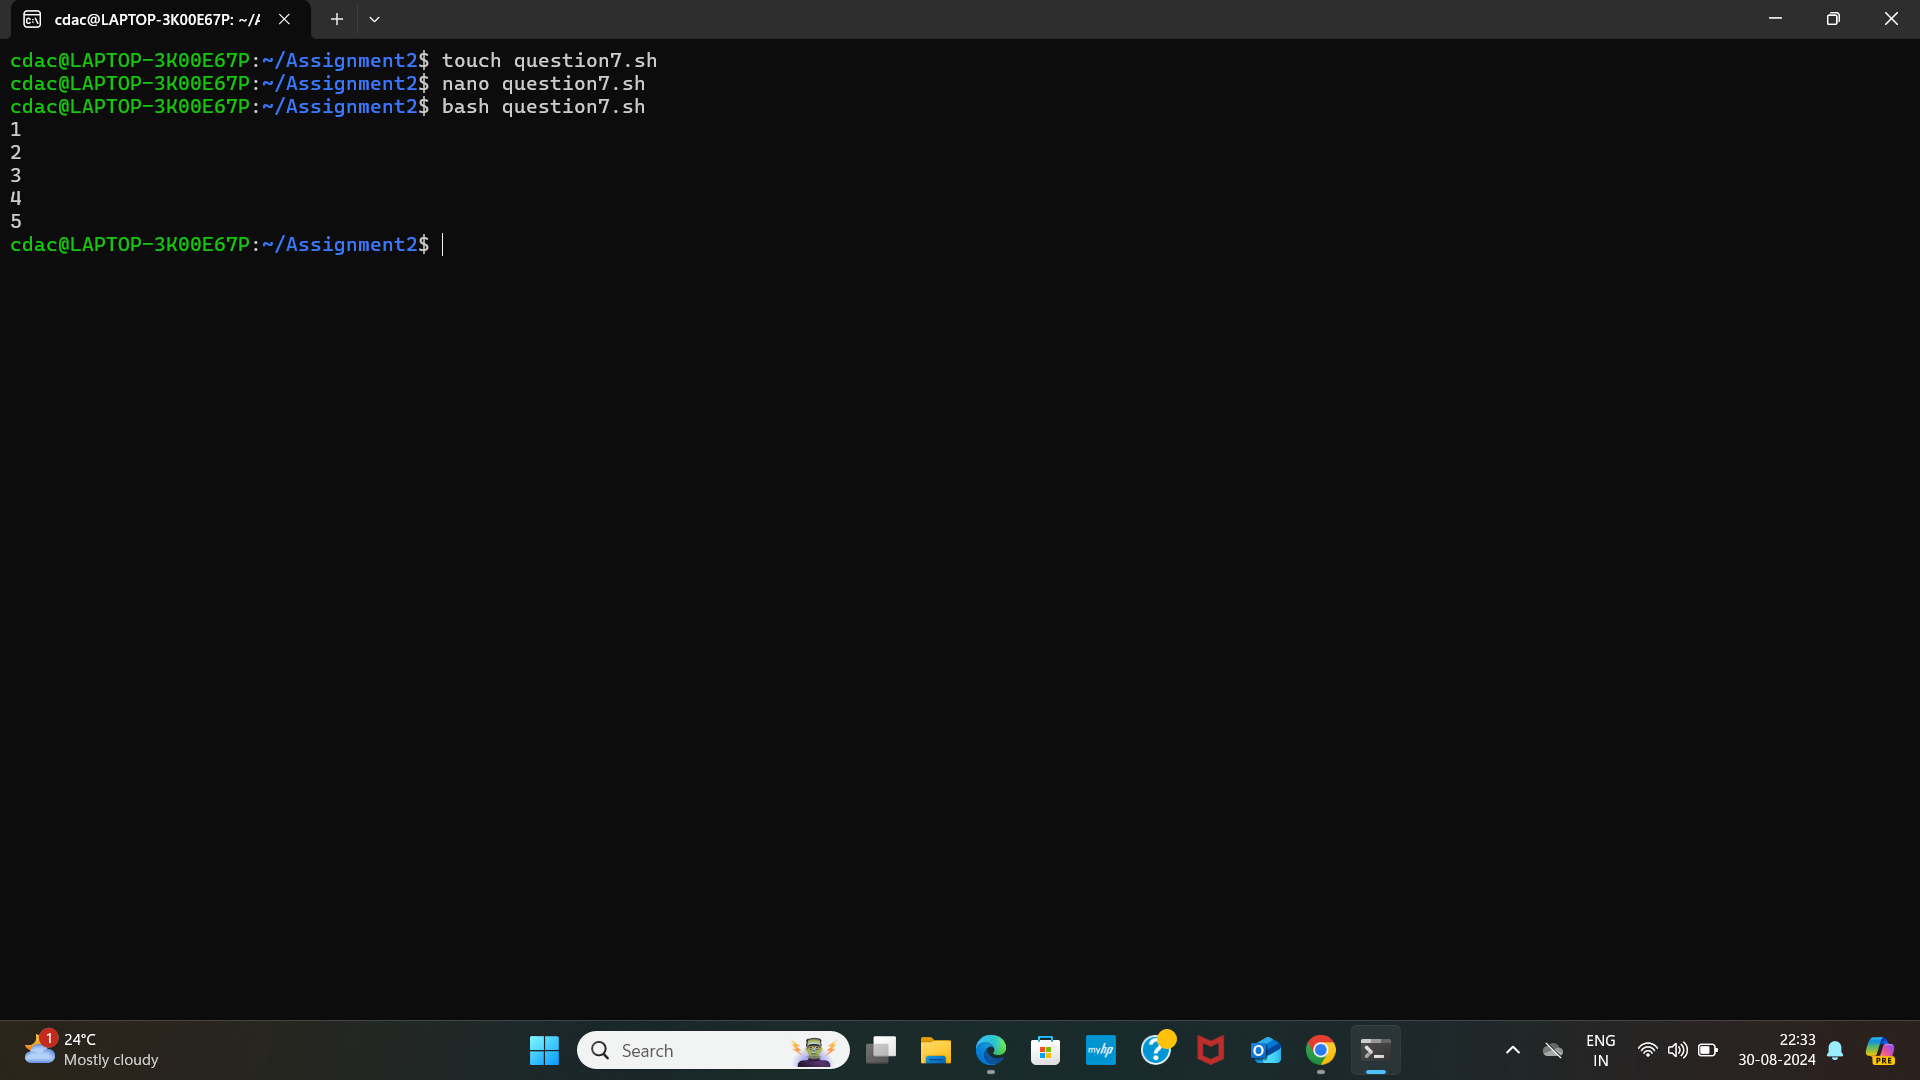 cdac@LAPTOP-3K00E67P: ~/A
cdac@LAPTOP-3K00E67P:~/Assignment2$ touch question7.sh
cdac@LAPTOP-3K00E67P:~/Assignment2$ nano question7.sh
cdac@LAPTOP-3K00E67P:~/Assignment2$ bash question7.sh
1
2
3
4
5
cdac@LAPTOP-3K00E67P:~/Assignment2$
1
24°C
Mostly cloudy
Search
myhp
ENG
IN
22:33
30-08-2024
PRE